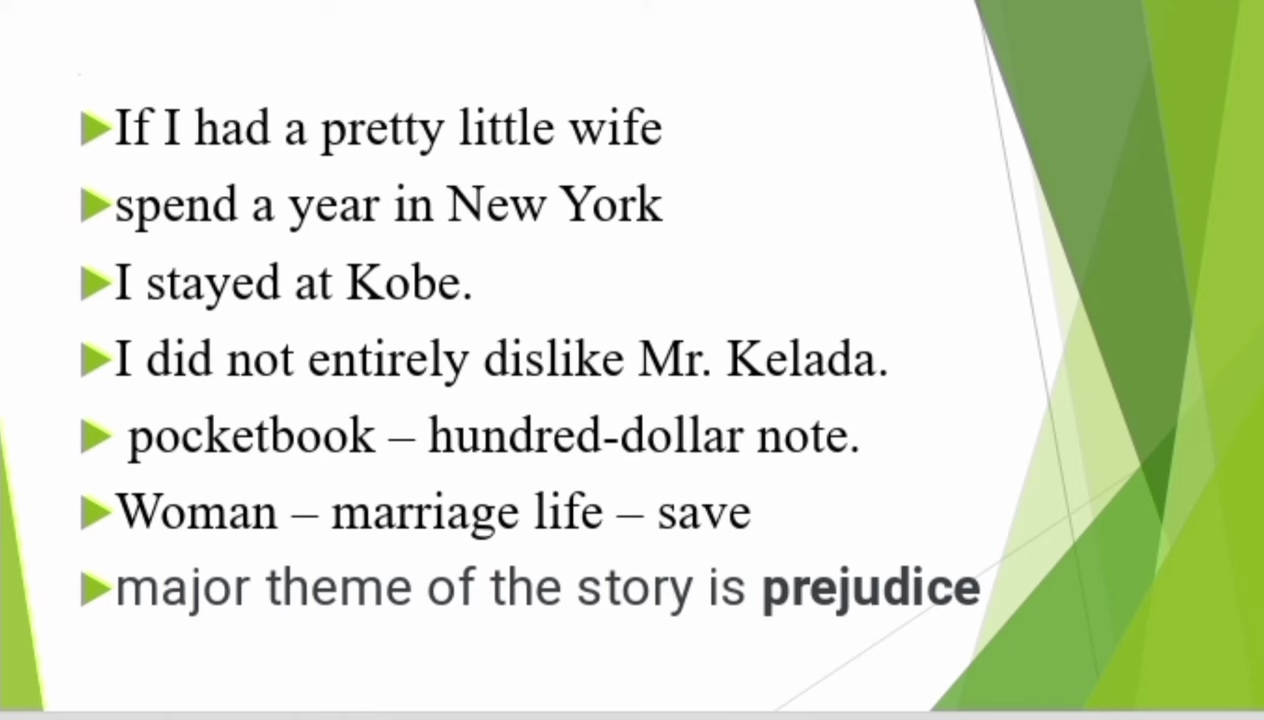 If I had a pretty little wife
spend a year in New York
I stayed at Kobe.
I did not entirely dislike Mr. Kelada.
pocketbook – hundred-dollar note.
Woman – marriage life – save
major theme of the story is prejudice